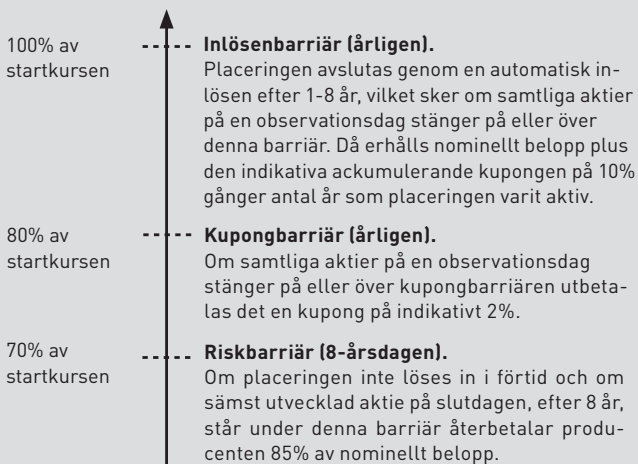 100% av
startkursen
Inlösenbarriär (årligen).
Placeringen avslutas genom en automatisk in-
lösen efter 1-8 år, vilket sker om samtliga aktier
på en observationsdag stänger på eller över
denna barriär. Då erhålls nominellt belopp plus
den indikativa ackumulerande kupongen på 10%
gånger antal år som placeringen varit aktiv.
80% av
startkursen
Kupongbarriär (årligen).
Om samtliga aktier på en observationsdag
stänger på eller över kupongbarriären utbeta-
las det en kupong på indikativt 2%.
70% av
startkursen
Riskbarriär (8-årsdagen).
Om placeringen inte löses in i förtid och om
sämst utvecklad aktie på slutdagen, efter 8 år,
står under denna barriär återbetalar produ-
centen 85% av nominellt belopp.